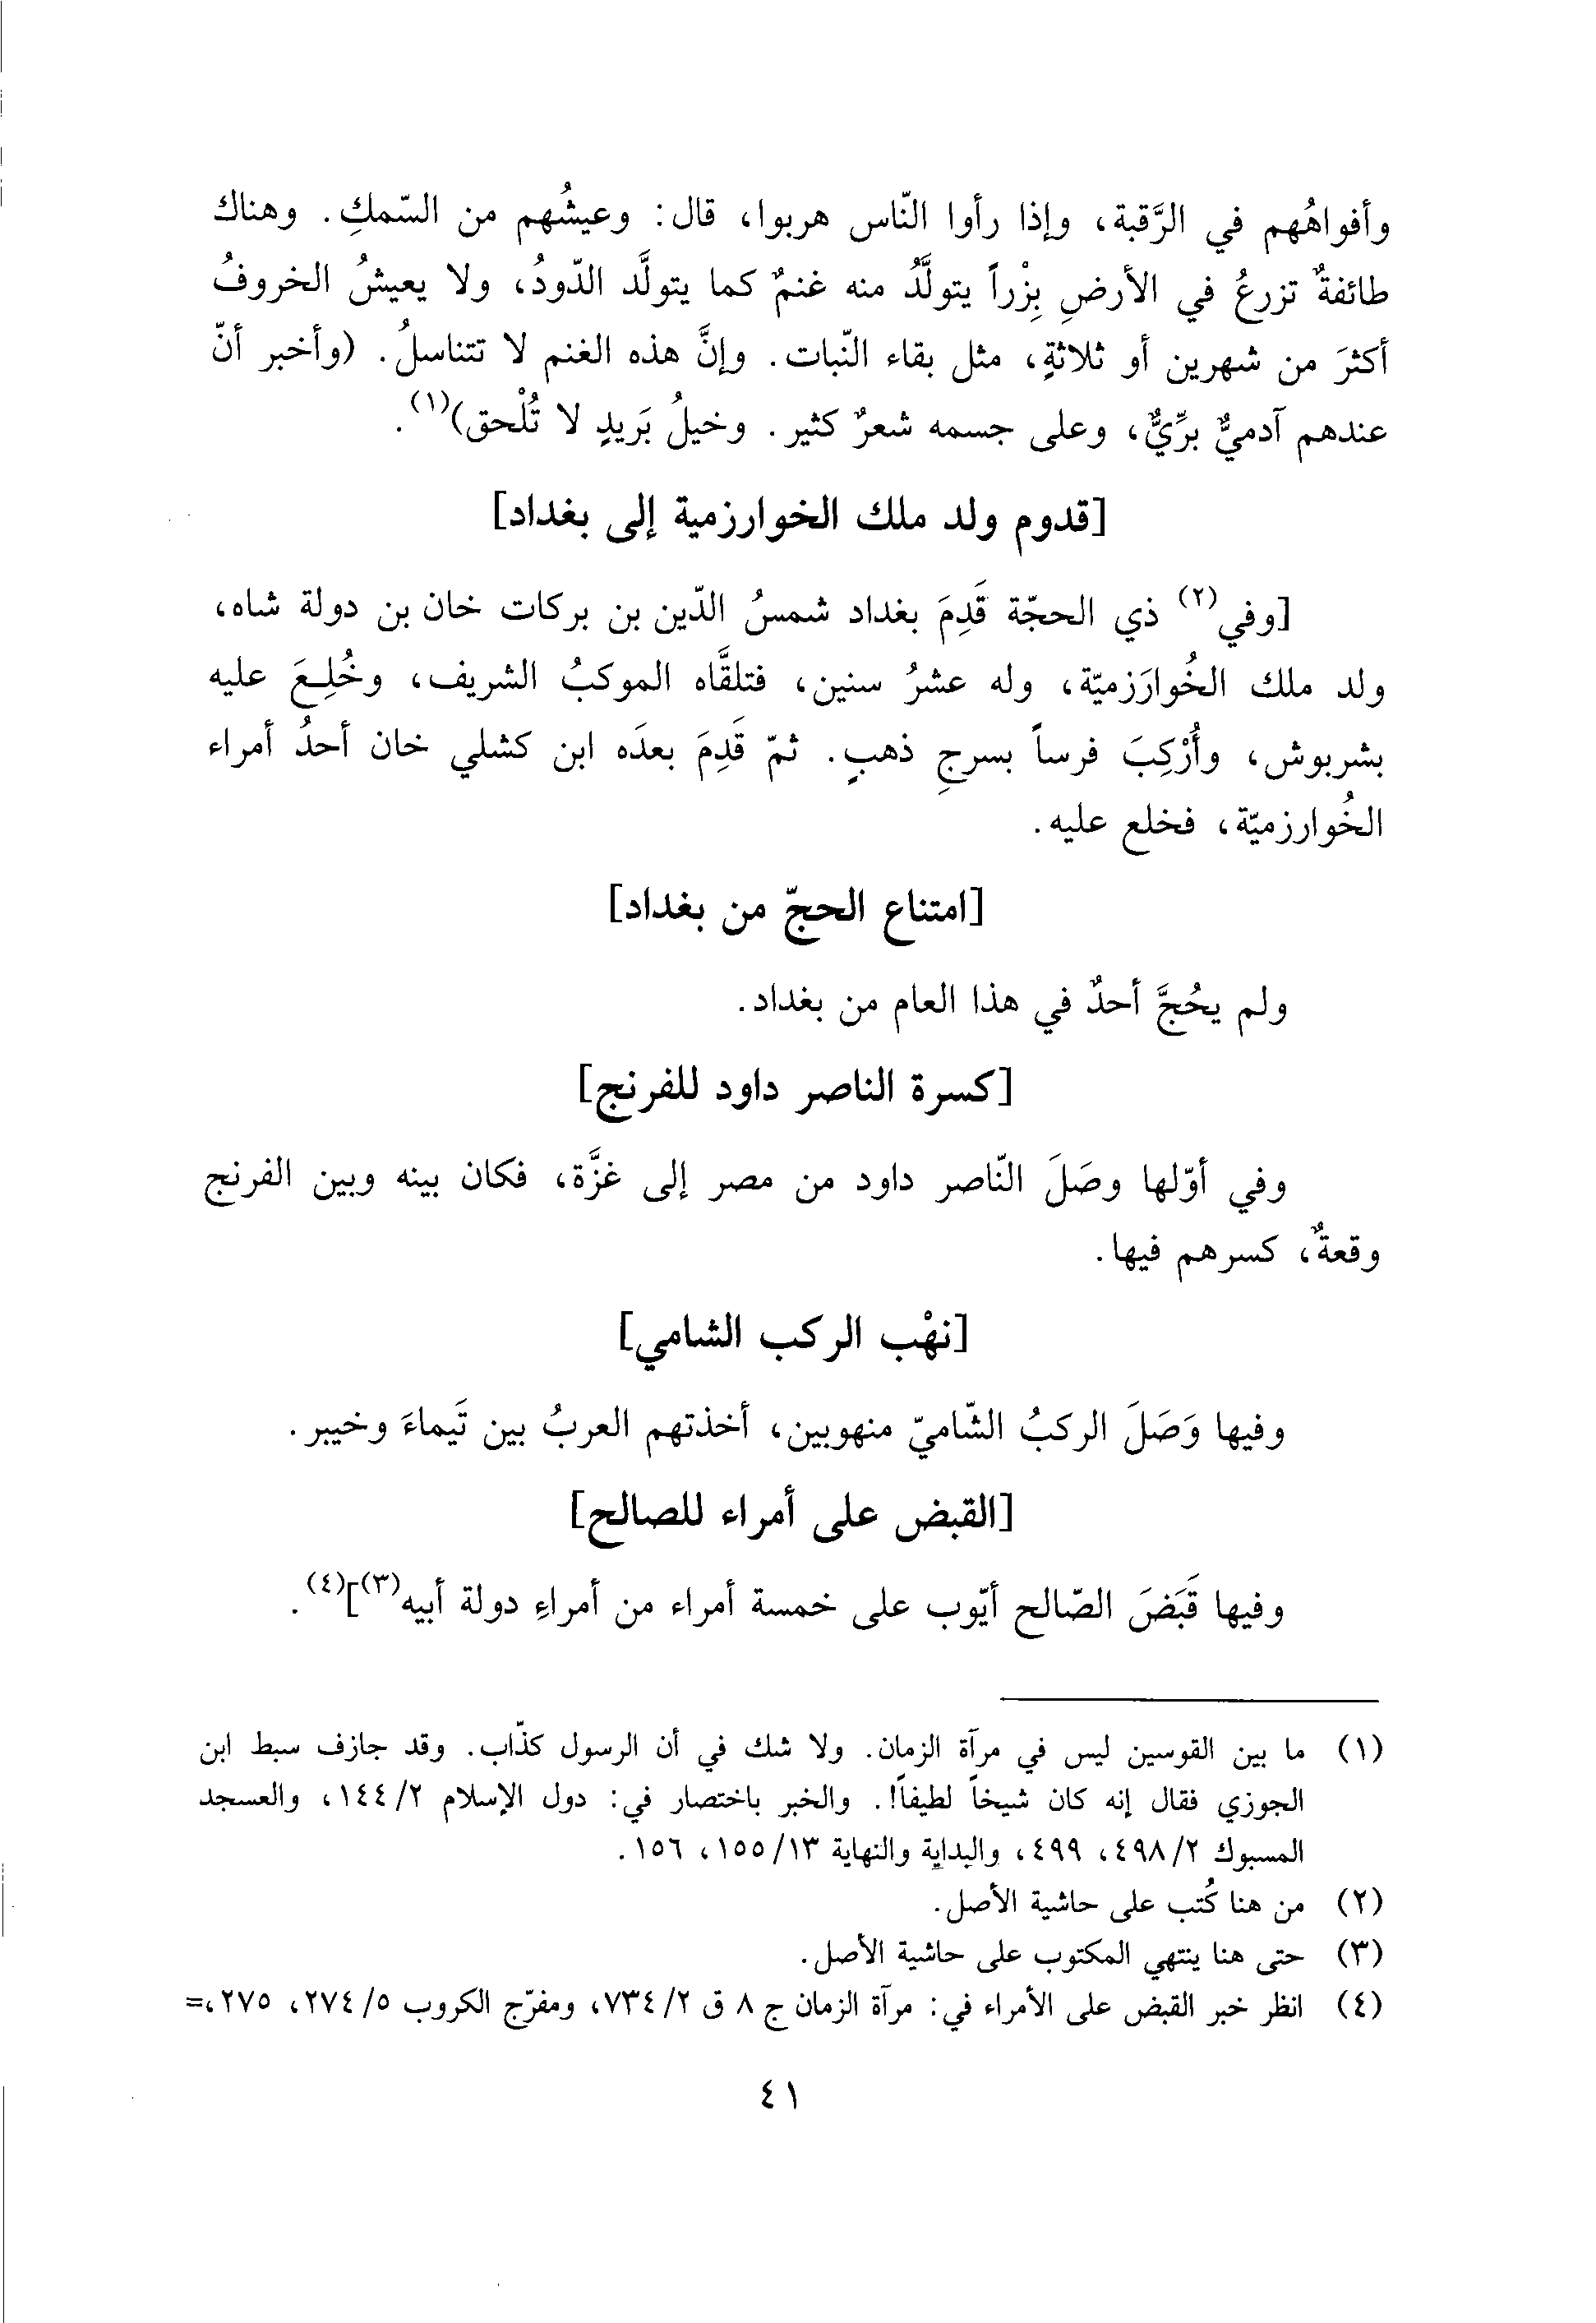 وأفواهُهم في الرَّقبة، وإذا رأوا النّاس هربوا، قال: وعيشُهم من السّمكِ. وهناك
طائفةٌ تزرعُ في الأرضِ بِزْراً يتولَّدُ منه غنمٌ كما يتولَّد الدّودُ، ولا يعيشُ الخروفُ
أكثرَ من شهرين أو ثلاثةٍ، مثل بقاء النّبات. وإنَّ هذه الغنم لا تتناسلُ. (وأخبر أنّ
عندهم آدميٌّ برِّيٌّ، وعلى جسمه شعرٌ كثير. وخيلُ بَريدٍ لا تُلْحق)(١).
[قدوم ولد ملك الخوارزمية إلى بغداد]
[وفي(٢) ذي الحجّة قَدِمَ بغداد شمسُ الدّين بن بركات خان بن دولة شاه،
ولد ملك الخُوارَزميّة، وله عشرُ سنين، فتلقَّاه الموكبُ الشريف، وخُلِعَ عليه
بشربوش، وأُرْكِبَ فرساً بسرجِ ذهبٍ. ثمّ قَدِمَ بعدَه ابن كشلي خان أحدُ أمراء
الخُوارزميّة، فخلع عليه.
[امتناع الحجّ من بغداد]
ولم يحُجَّ أحدٌ في هذا العام من بغداد.
[كسرة الناصر داود للفرنج]
وفي أوّلها وصَلَ النّاصر داود من مصر إلى غزَّة، فكان بينه وبين الفرنج
وقعةٌ، كسرهم فيها.
[نهْب الركب الشامي]
وفيها وَصَلَ الركبُ الشّاميّ منهوبين، أخذتهم العربُ بين تَيماءَ وخيبر.
[القبض على أمراء للصالح]
وفيها قَبَضَ الصّالح أيّوب على خمسة أمراء من أمراءِ دولة أبيه(٣)](٤).
(١) ما بين القوسين ليس في مرآة الزمان. ولا شك في أن الرسول كذّاب. وقد جازف سبط ابن
الجوزي فقال إنه كان شيخاً لطيفاً!. والخبر باختصار في: دول الإسلام ١٤٤/٢، والعسجد
المسبوك ٤٩٨/٢، ٤٩٩، والبداية والنهاية ١٥٥/١٣، ١٥٦.
(٢) من هنا كُتب على حاشية الأصل.
(٣) حتى هنا ينتهي المكتوب على حاشية الأصل.
(٤) انظر خبر القبض على الأمراء في: مرآة الزمان ج ٨ ق ٧٣٤/٢، ومفرّج الكروب ٢٧٤/٥، ٢٧٥،=
٤١